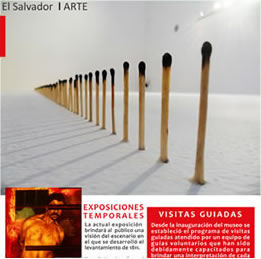 El Salvador | ARTE
EXPOSICIONES
TEMPORALES
La actual exposición
brindará al público una
visión del escenario en
el que se desarrolló el
levantamiento de
VISITAS GUIADAS
Desde la inauguración del museo se
estableció el programa de visitas
guiadas atendido por un equipo de
guías voluntarios que han sido
debidamente capacitados para
brindar una interpretación de cada